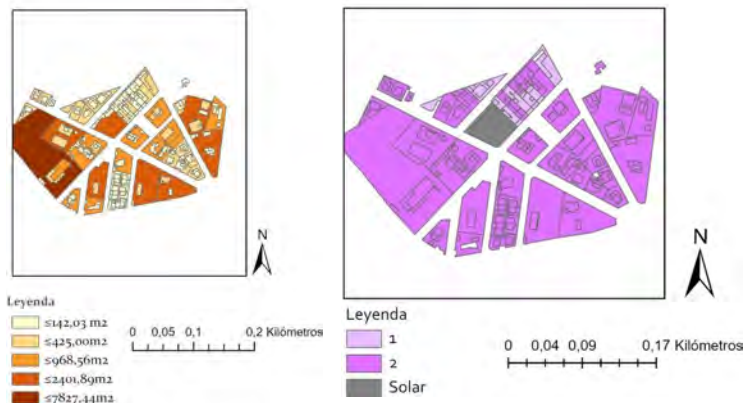 N
Leyenda
≤142,03 m2
≤425,00m2
≤968,56m2
≤2401,89m2
≤7827,44m2
0 0,05 0,1 0,2 Kilómetros
N
Leyenda
1
2
Solar
0 0,04 0,09 0,17 Kilómetros